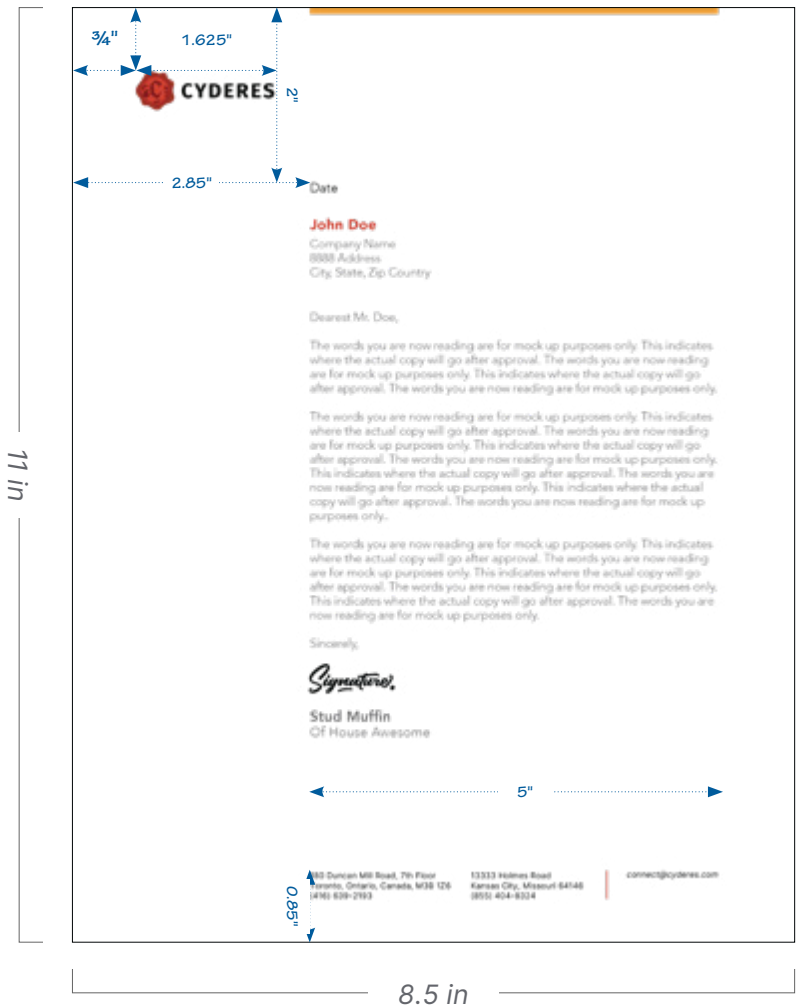 ¾"
1.625"
CYDERES
2"
2.85"
Date
John Doe
Company Name
8888 Address
City, State, Zip Country
Dearest Mr. Doe,
The words you are now reading are for mock up purposes only. This indicates
where the actual copy will go after approval. The words you are now reading
are for mock up purposes only. This indicates where the actual copy will go
after approval. The words you are now reading are for mock up purposes only.
The words you are now reading are for mock up purposes only. This indicates
where the actual copy will go after approval. The words you are now reading
are for mock up purposes only. This indicates where the actual copy will go
after approval. The words you are now reading are for mock up purposes only.
This indicates where the actual copy will go after approval. The words you are
now reading are for mock up purposes only. This indicates where the actual
copy will go after approval. The words you are now reading are for mock up
purposes only..
The words you are now reading are for mock up purposes only. This indicates
where the actual copy will go after approval. The words you are now reading
are for mock up purposes only. This indicates where the actual copy will go
after approval. The words you are now reading are for mock up purposes only.
This indicates where the actual copy will go after approval. The words you are
now reading are for mock up purposes only.
Sincerely,
Signature.
Stud Muffin
Of House Awesome
5"
Duncan Mill Road, 7th Floor
Toronto, Ontario, Canada, M3B 1Z6
(416)
13333 Holmes Road
Kansas City, Missouri 64145
(855) 404-8324
connect@cyderes.com
0.85"
11 in
8.5 in